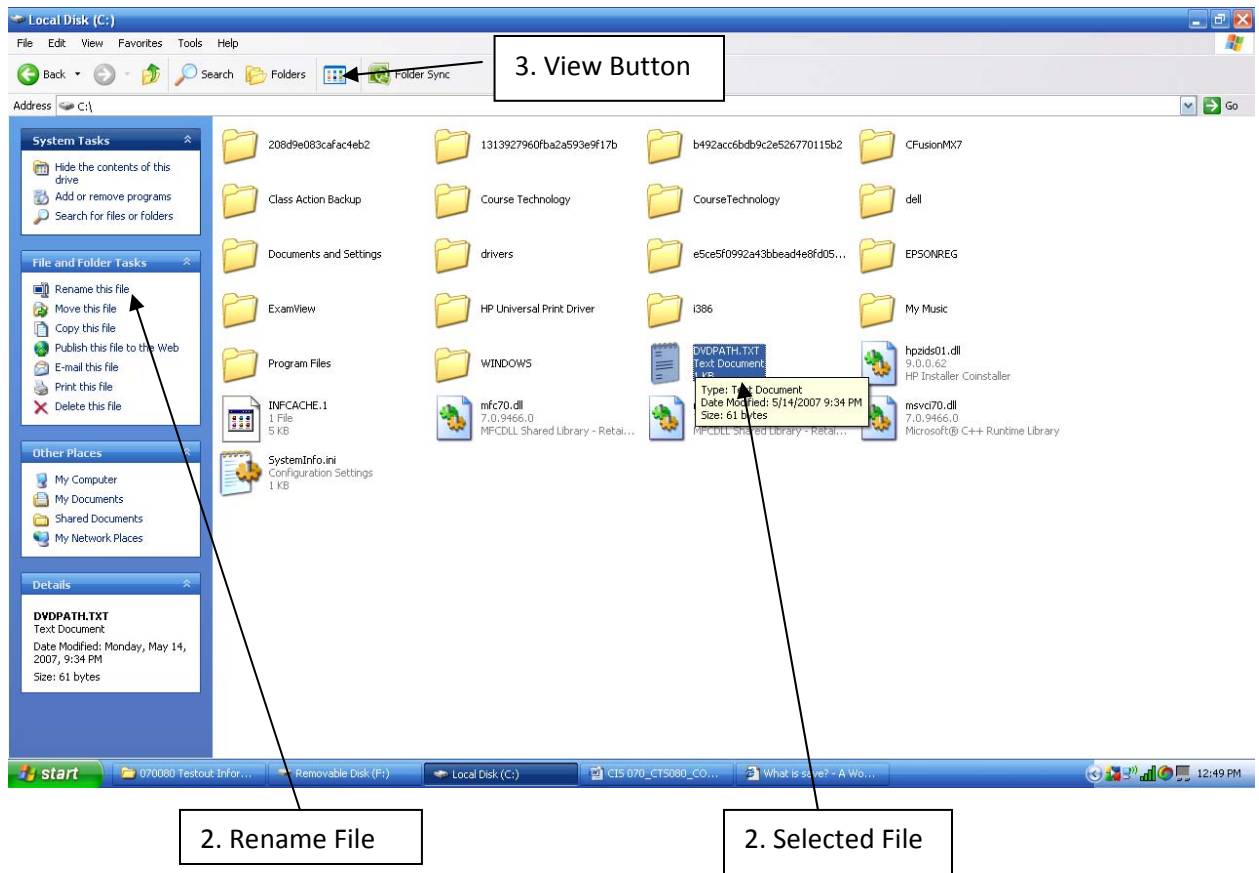 Local Disk (C:)
File Edit View Favorites Tools Help
Back Search Folders Folder Sync
3. View Button
Address C:\ Go
System Tasks
Hide the contents of this
drive
Add or remove programs
Search for files or folders
File and Folder Tasks
Rename this file
Move this file
Copy this file
Publish this file to the Web
E-mail this file
Print this file
Delete this file
Other Places
My Computer
My Documents
Shared Documents
My Network Places
Details
DVDPATH.TXT
Text Document
Date Modified: Monday, May 14,
2007, 9:34 PM
Size: 61 bytes
208d9e083cafac4eb2
1313927960fba2a593e9f17b
b492acc6bdb9c2e526770115b2
CFusionMX7
Class Action Backup
Course Technology
CourseTechnology
dell
Documents and Settings
drivers
e5ce5f0992a43bbead4e8fd05...
EPSONREG
ExamView
HP Universal Print Driver
i386
My Music
Program Files
WINDOWS
DVDPATH.TXT
Text Document
1 KB
hpzids01.dll
9.0.0.62
HP Installer Coinstaller
Type: Text Document
Date Modified: 5/14/2007 9:34 PM
Size: 61 bytes
INFCACHE.1
1 File
5 KB
mfc70.dll
7.0.9466.0
MFCDLL Shared Library - Retai...
MFCDLL Shared Library - Retai...
msvci70.dll
7.0.9466.0
Microsoft® C++ Runtime Library
SystemInfo.ini
Configuration Settings
1 KB
start 070080 Testout Infor... Removable Disk (F:) Local Disk (C:) CIS 070_CTS080_CO... What is save? - A Wo... 12:49 PM
2. Rename File
2. Selected File